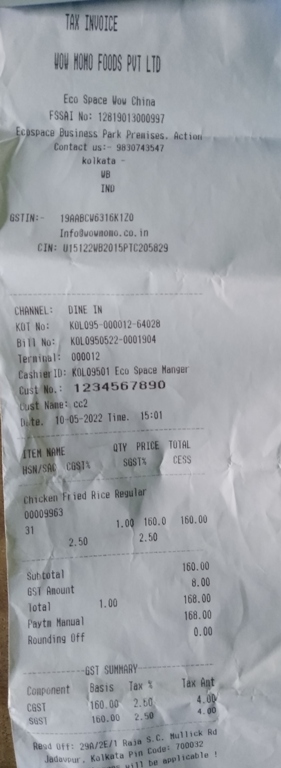 TAX INVOICE
WOW MOMO FOODS PVT LTD
Eco Space Wow China
FSSAI No: 12819013000997
Ecospace Business Park Premises. Action
Contact us:- 9830743547
kolkata -
WB
IND
GSTIN:- 19AABCW6316K1Z0
Info@wowmomo.co.in
CIN: U15122WB2015PTC205829
CHANNEL: DINE IN
KOT No: KOL095-000012-64028
Bill No: KOL0950522-0001904
Terminal: 000012
Cashier ID: KOL09501 Eco Space Manger
Cust No.: 1234567890
Cust Name: cc2
Date. 10-05-2022 Time. 15:01
ITEM NAME QTY PRICE TOTAL
HSN/SAC CGST% SGST% CESS
Chicken Fried Rice Regular
00009963
31 1.00 160.0 160.00
2.50 2.50
Subtotal 160.00
GST Amount 8.00
Total 1.00 168.00
Paytm Manual 168.00
Rounding Off 0.00
GST SUMMARY
Component Basis Tax % Tax Amt
CGST 160.00 2.50 4.00
SGST 160.00 2.50 4.00
Regd Off: 29A/2E/1 Raja S.C. Mullick Rd
Jadavpur, Kolkata Pin Code: 700032
will be applicable !